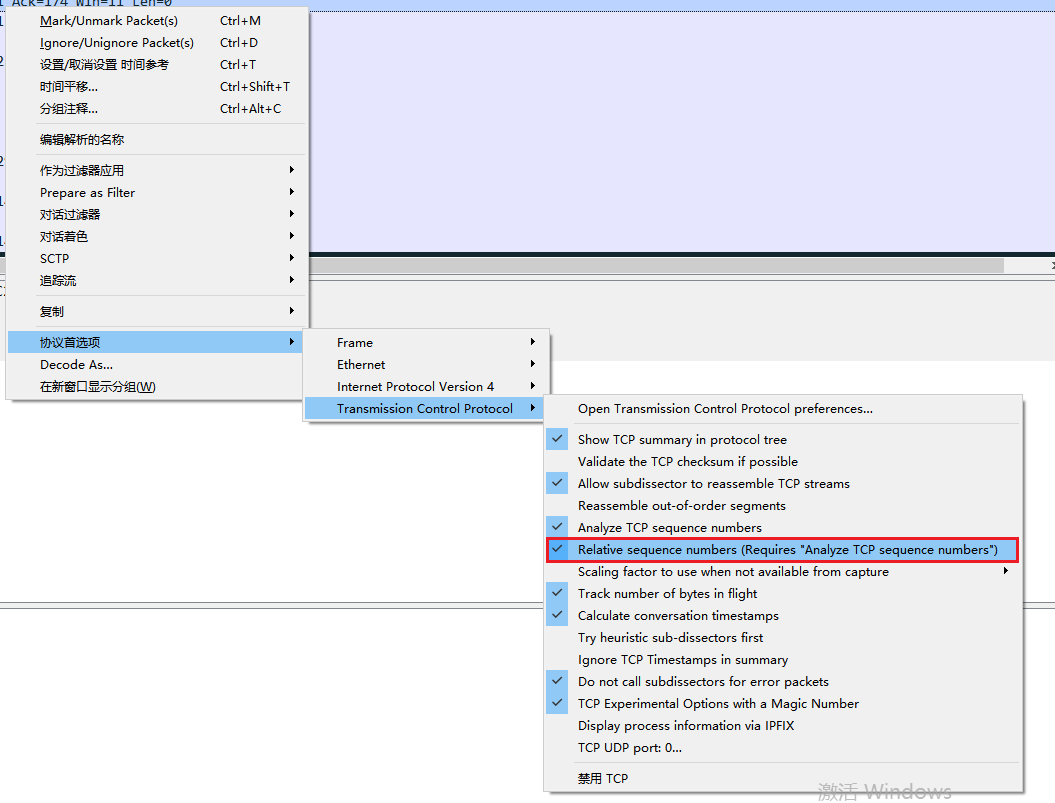 Ack=174 Win=11 Len=0
Mark/Unmark Packet(s) Ctrl+M
Ignore/Unignore Packet(s) Ctrl+D
设置/取消设置 时间参考 Ctrl+T
时间平移... Ctrl+Shift+T
分组注释... Ctrl+Alt+C
编辑解析的名称
作为过滤器应用
Prepare as Filter
对话过滤器
对话着色
SCTP
追踪流
复制
协议首选项
Decode As...
在新窗口显示分组(W)
Frame
Ethernet
Internet Protocol Version 4
Transmission Control Protocol
Open Transmission Control Protocol preferences...
Show TCP summary in protocol tree
Validate the TCP checksum if possible
Allow subdissector to reassemble TCP streams
Reassemble out-of-order segments
Analyze TCP sequence numbers
Relative sequence numbers (Requires "Analyze TCP sequence numbers")
Scaling factor to use when not available from capture
Track number of bytes in flight
Calculate conversation timestamps
Try heuristic sub-dissectors first
Ignore TCP Timestamps in summary
Do not call subdissectors for error packets
TCP Experimental Options with a Magic Number
Display process information via IPFIX
TCP UDP port: 0...
禁用 TCP
激活 Windows